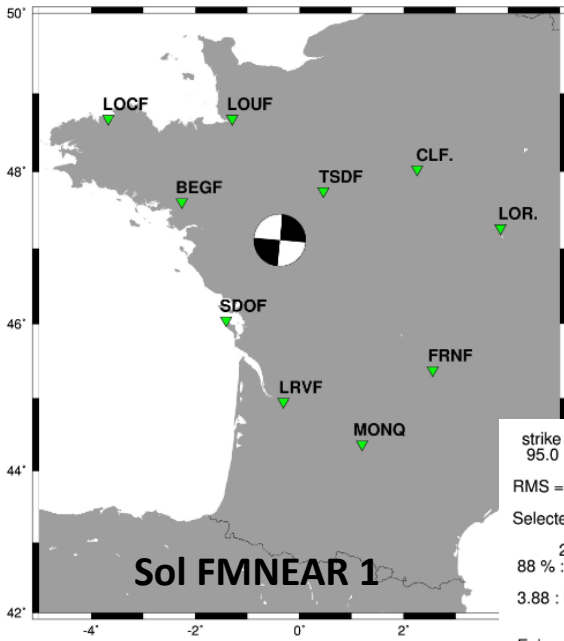 50°
LOCF LOUF
CLF.
48°
TSDF
BEGF
LOR.
SDOF
46°
FRNF
LRVF
MONQ
strike
95.0
44°
RMS =
Selecte
88 % :
Sol FMNEAR 1
3.88 :
42°
-4° -2° 0° 2°